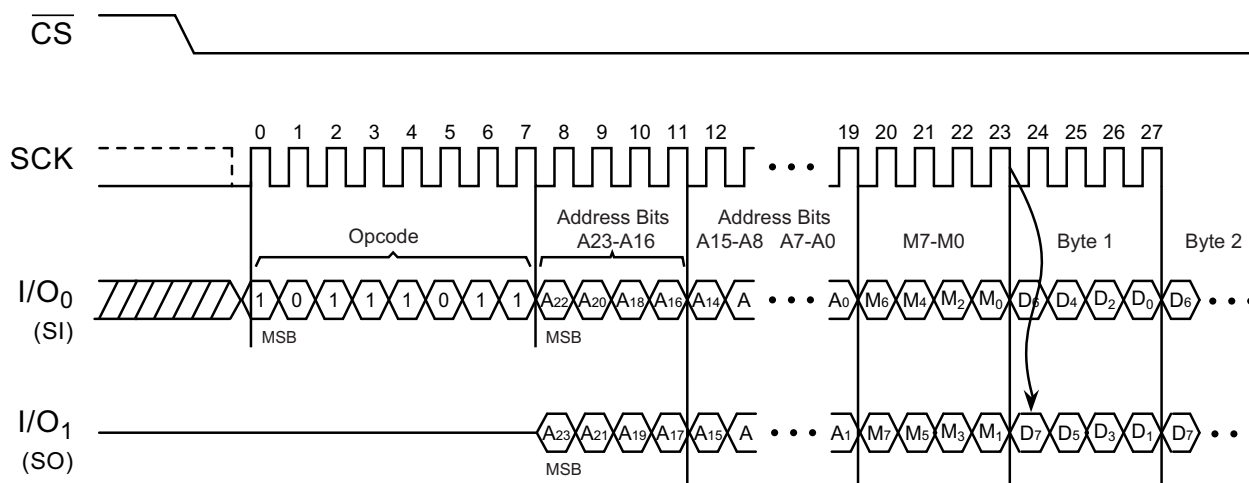 CS
SCK
0 1 2 3 4 5 6 7 8 9 10 11 12 19 20 21 22 23 24 25 26 27
Opcode
Address Bits
A23-A16
Address Bits
A15-A8 A7-A0
M7-M0
Byte 1
Byte 2
I/O0
(SI)
1 0 1 1 1 0 1 1 A22 A20 A18 A16 A14 A A0 M6 M4 M2 M0 D6 D4 D2 D0 D6
MSB
MSB
I/O1
(SO)
A23 A21 A19 A17 A15 A A1 M7 M5 M3 M1 D7 D5 D3 D1 D7
MSB